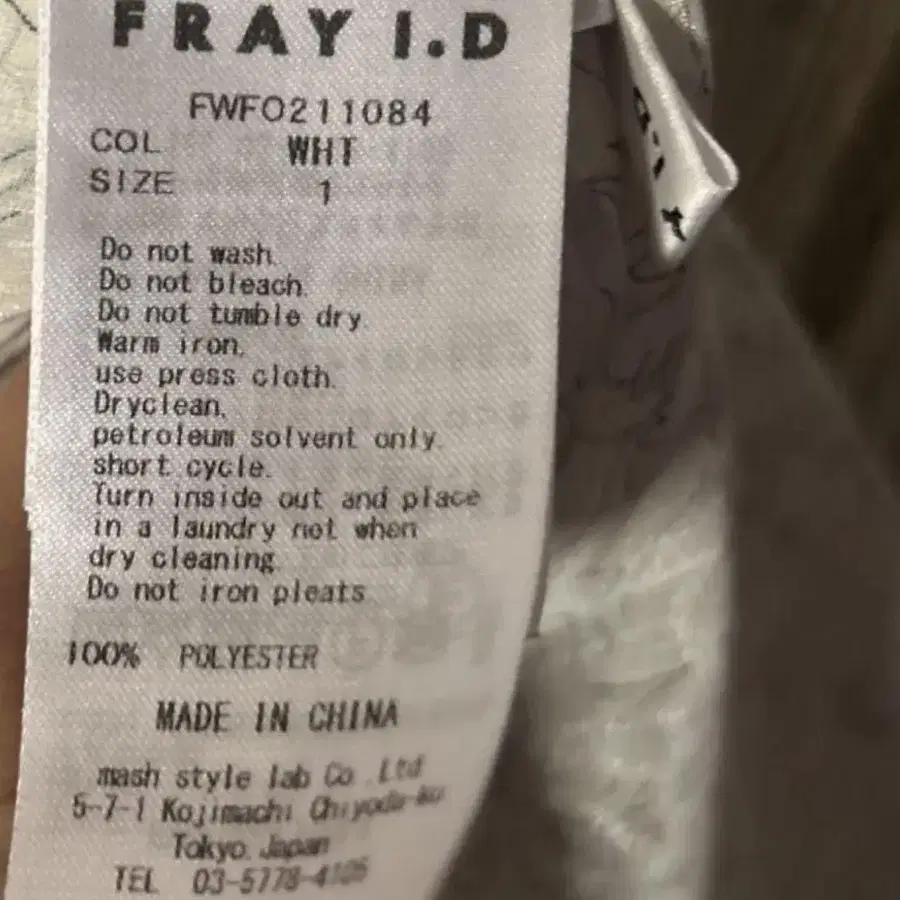 FRAY I.D
FWFO211084
COL WHT
SIZE 1
Do not wash.
Do not bleach.
Do not tumble dry.
Warm iron,
use press cloth.
Dryclean,
petroleum solvent only.
short cycle.
Turn inside out and place
in a laundry net when
dry cleaning.
Do not iron pleats
100% POLYESTER
MADE IN CHINA
mash style lab Co.,Ltd
5-7-1 Kojimachi Chiyoda-ku
Tokyo, Japan
TEL 03-5778-4105